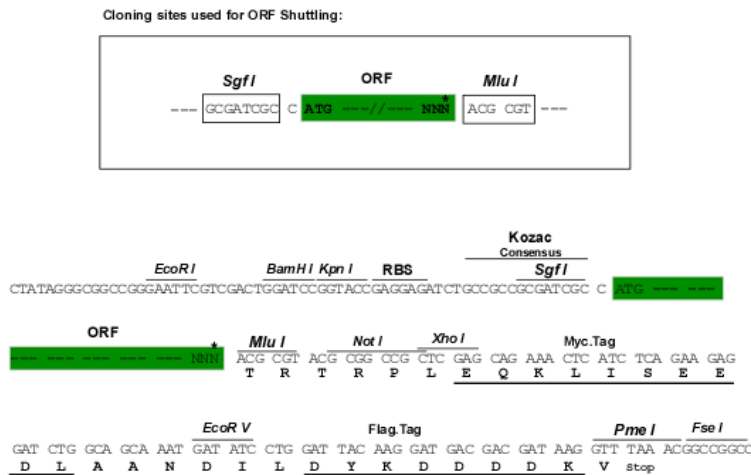 Cloning sites used for ORF Shuttling:
Sgf I ORF Mlu I
--- GCGATCGC C ATG ---//--- NNN* ACG CGT ---
Kozac
Consensus
EcoR I BamH I Kpn I RBS Sgf I
CTATAGGGCGGCCGGGAATTCGTCGACTGGATCCGGTACCGAGGAGATCTGCCGCCGCGATCGC C ATG --- ---
ORF Mlu I Not I Xho I Myc.Tag
--- --- --- --- --- --- NNN* ACG CGT ACG CGG CCG CTC GAG CAG AAA CTC ATC TCA GAA GAG
T R T R P L E Q K L I S E E
EcoR V Flag.Tag Pme I Fse I
GAT CTG GCA GCA AAT GAT ATC CTG GAT TAC AAG GAT GAC GAC GAT AAG GTT TAA ACGGCCGGCC
D L A A N D I L D Y K D D D D K V Stop